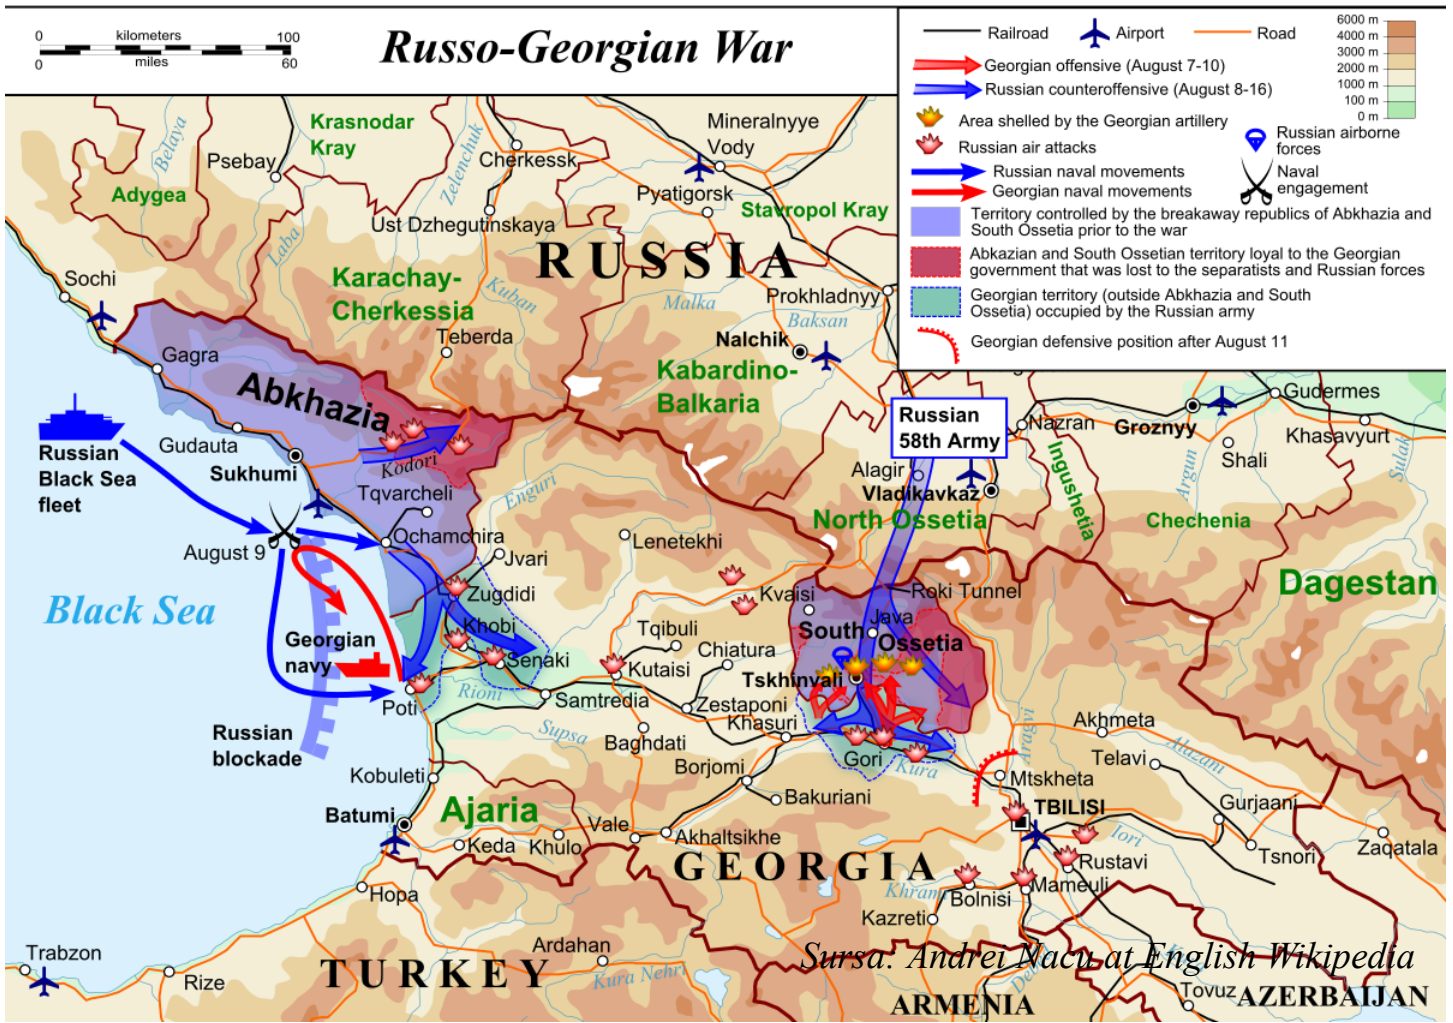 0 kilometers 100
0 miles 60
Russo-Georgian War
Railroad
Airport
Road
Georgian offensive (August 7-10)
Russian counteroffensive (August 8-16)
Area shelled by the Georgian artillery
Russian air attacks
Russian airborne
forces
Russian naval movements
Georgian naval movements
Naval
engagement
Territory controlled by the breakaway republics of Abkhazia and
South Ossetia prior to the war
Abkazian and South Ossetian territory loyal to the Georgian
government that was lost to the separatists and Russian forces
Georgian territory (outside Abkhazia and South
Ossetia) occupied by the Russian army
Georgian defensive position after August 11
6000 m
4000 m
3000 m
2000 m
1000 m
100 m
0 m
Belaya
Psebay
Krasnodar
Kray
Adygea
Laba
Zelenchuk
Cherkessk
Mineralnyye
Vody
Pyatigorsk
Stavropol Kray
Ust Dzhegutinskaya
RUSSIA
Sochi
Karachay-
Cherkessia
Kuban
Malka
Prokhladnyy
Baksan
Teberda
Nalchik
Kabardino-
Balkaria
Gagra
Abkhazia
Gudauta
Sukhumi
Kodori
Tqvarcheli
Enguri
Russian
Black Sea
fleet
August 9
Ochamchira
Jvari
Lenetekhi
Russian
58th Army
Alagir
Vladikavkaz
North Ossetia
Nazran
Ingushetia
Groznyy
Gudermes
Khasavyurt
Shali
Argun
Sulak
Chechenia
Dagestan
Black Sea
Zugdidi
Khobi
Senaki
Georgian
navy
Poti
Rioni
Russian
blockade
Kvaisi
Roki Tunnel
Java
South Ossetia
Tskhinvali
Tqibuli
Chiatura
Kutaisi
Samtredia
Zestaponi
Khasuri
Supsa
Baghdati
Gori
Kura
Aragvi
Akhmeta
Telavi
Alazani
Mtskheta
Kobuleti
Borjomi
Bakuriani
TBILISI
Gurjaani
Batumi
Ajaria
Keda
Khulo
Vale
Akhaltsikhe
GEORGIA
Iori
Rustavi
Tsnori
Zaqatala
Hopa
Khrami
Bolnisi
Mameuli
Kazreti
Trabzon
Rize
Ardahan
TURKEY
Kura Nehri
Sursa: Andrei Nacu at English Wikipedia
ARMENIA
Tovuz
AZERBAIJAN